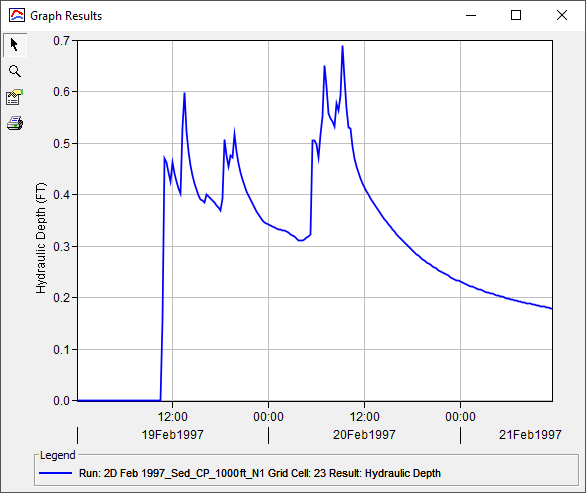 Graph Results
0.7
0.6
0.5
0.4
0.3
0.2
0.1
0.0
Hydraulic Depth (FT)
12:00 00:00 12:00 00:00
19Feb1997 20Feb1997 21Feb1997
Legend
Run: 2D Feb 1997_Sed_CP_1000ft_N1 Grid Cell: 23 Result: Hydraulic Depth